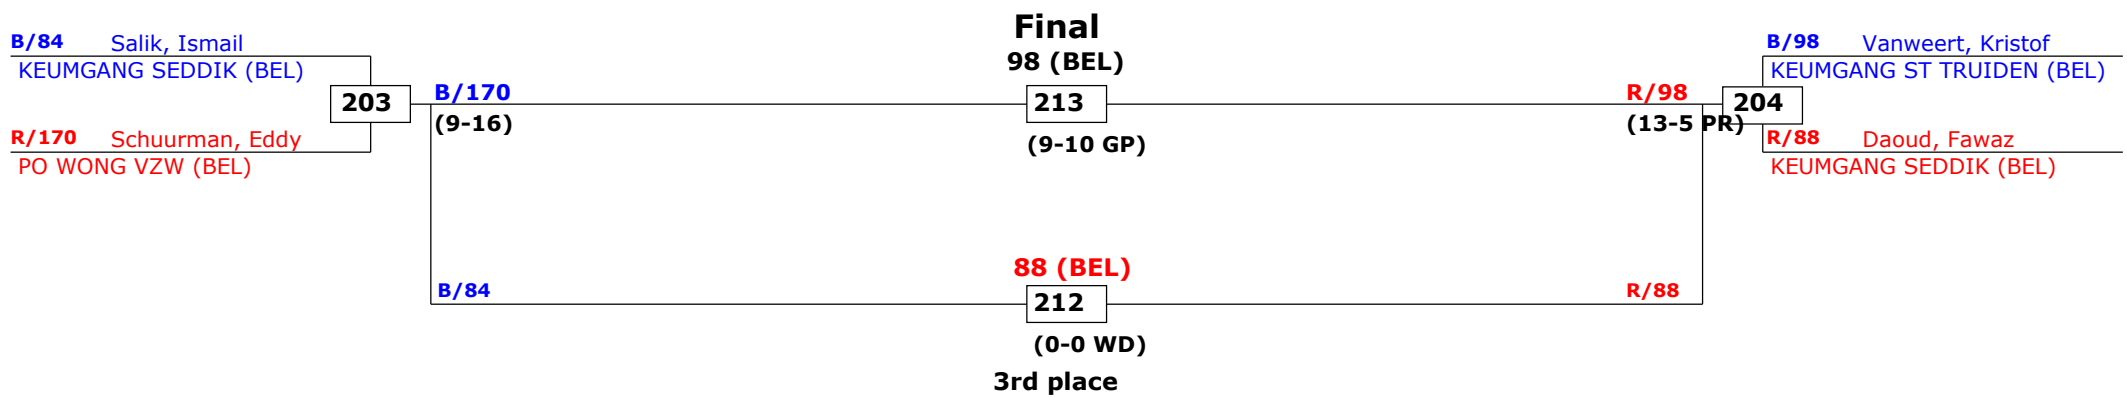 Final
98 (BEL)
B/84 Salik, Ismail
KEUMGANG SEDDIK (BEL)
203
R/170 Schuurman, Eddy
PO WONG VZW (BEL)
B/170
(9-16)
213
(9-10 GP)
R/98
(13-5 PR)
B/98 Vanweert, Kristof
KEUMGANG ST TRUIDEN (BEL)
204
R/88 Daoud, Fawaz
KEUMGANG SEDDIK (BEL)
88 (BEL)
B/84
212
R/88
(0-0 WD)
3rd place